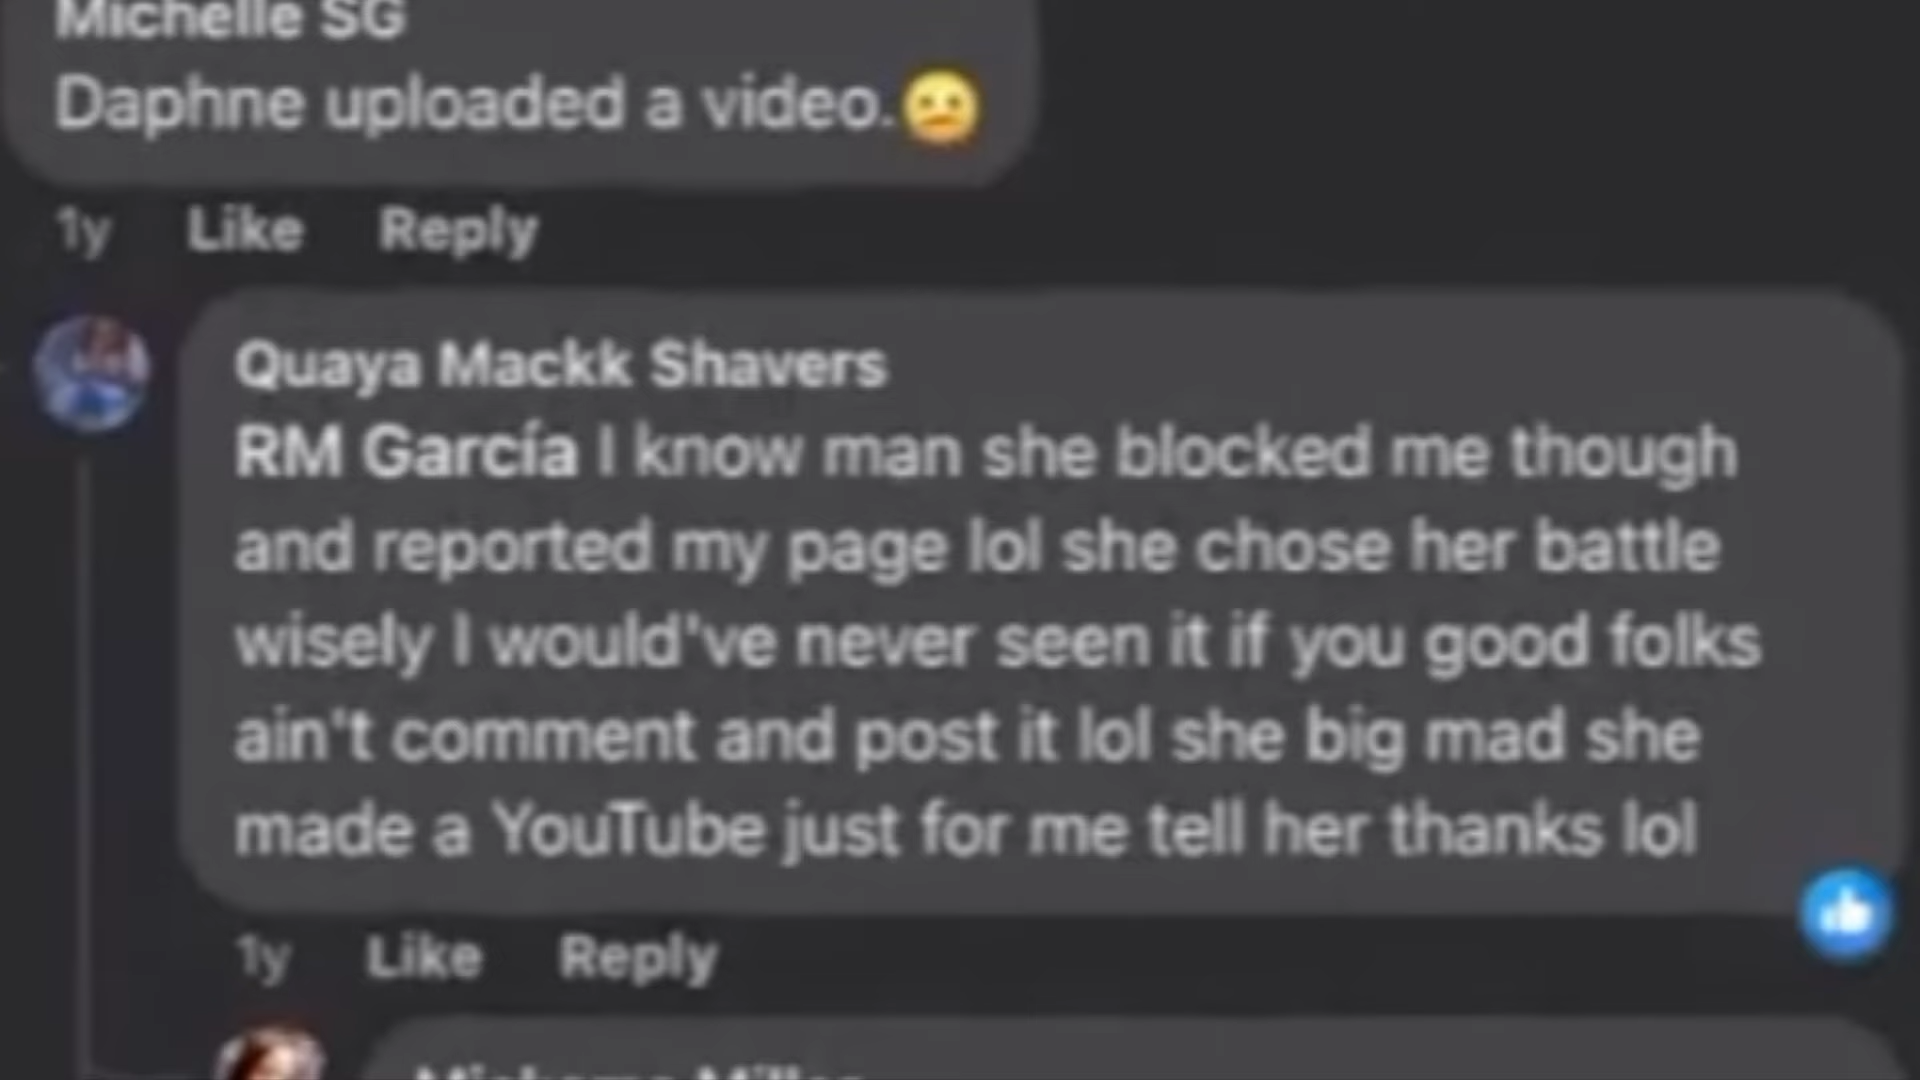 Michelle SG
Daphne uploaded a video.🫤
1y Like Reply
Quaya Mackk Shavers
RM García I know man she blocked me though
and reported my page lol she chose her battle
wisely I would've never seen it if you good folks
ain't comment and post it lol she big mad she
made a YouTube just for me tell her thanks lol
1y Like Reply